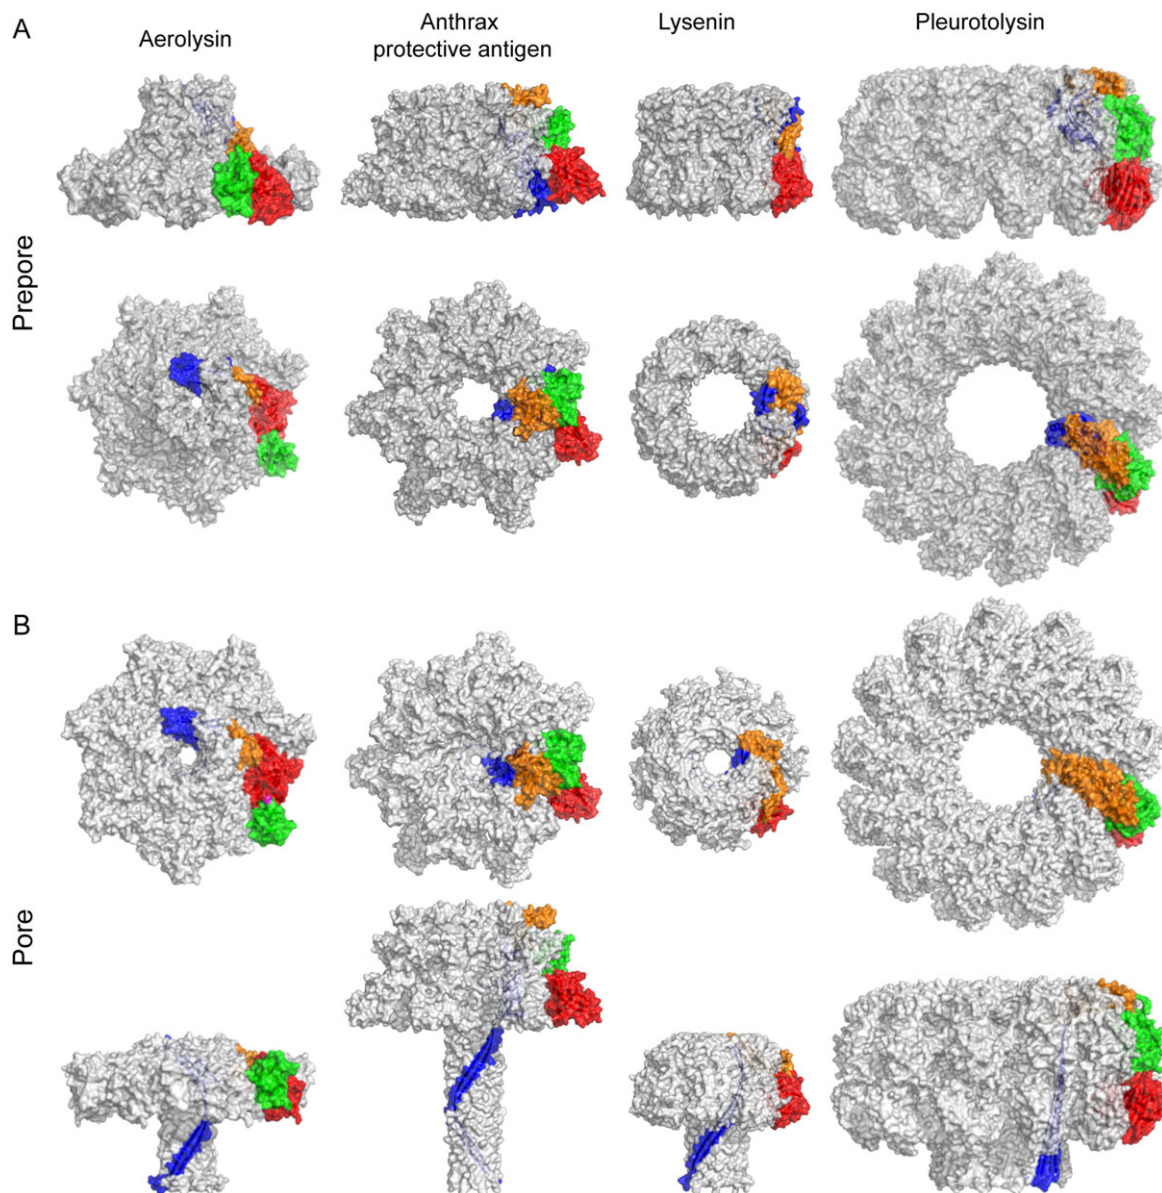 A
Aerolysin
Anthrax
protective antigen
Lysenin
Pleurotolysin
Prepore
B
Pore